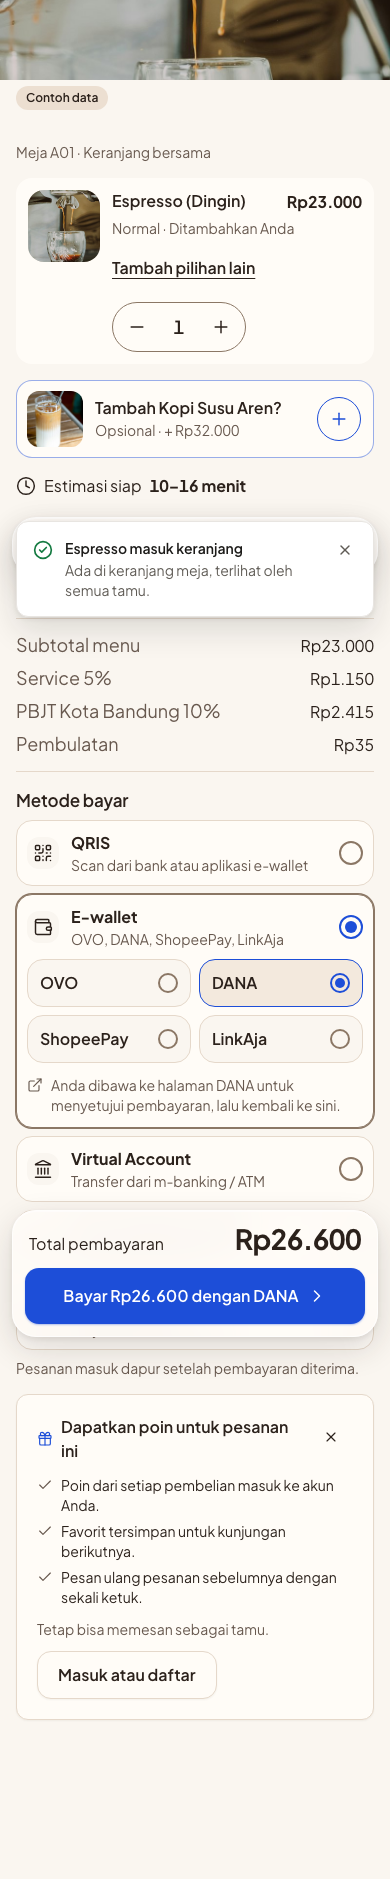 Contoh data
Meja A01 · Keranjang bersama
Espresso (Dingin) Rp23.000
Normal · Ditambahkan Anda
Tambah pilihan lain
1
Tambah Kopi Susu Aren?
Opsional · + Rp32.000
Estimasi siap 10–16 menit
Espresso masuk keranjang
Ada di keranjang meja, terlihat oleh
semua tamu.
Subtotal menu Rp23.000
Service 5% Rp1.150
PBJT Kota Bandung 10% Rp2.415
Pembulatan Rp35
Metode bayar
QRIS
Scan dari bank atau aplikasi e-wallet
E-wallet
OVO, DANA, ShopeePay, LinkAja
OVO DANA
ShopeePay LinkAja
Anda dibawa ke halaman DANA untuk
menyetujui pembayaran, lalu kembali ke sini.
Virtual Account
Transfer dari m-banking / ATM
Total pembayaran Rp26.600
Bayar Rp26.600 dengan DANA
Pesanan masuk dapur setelah pembayaran diterima.
Dapatkan poin untuk pesanan
ini
Poin dari setiap pembelian masuk ke akun
Anda.
Favorit tersimpan untuk kunjungan
berikutnya.
Pesan ulang pesanan sebelumnya dengan
sekali ketuk.
Tetap bisa memesan sebagai tamu.
Masuk atau daftar